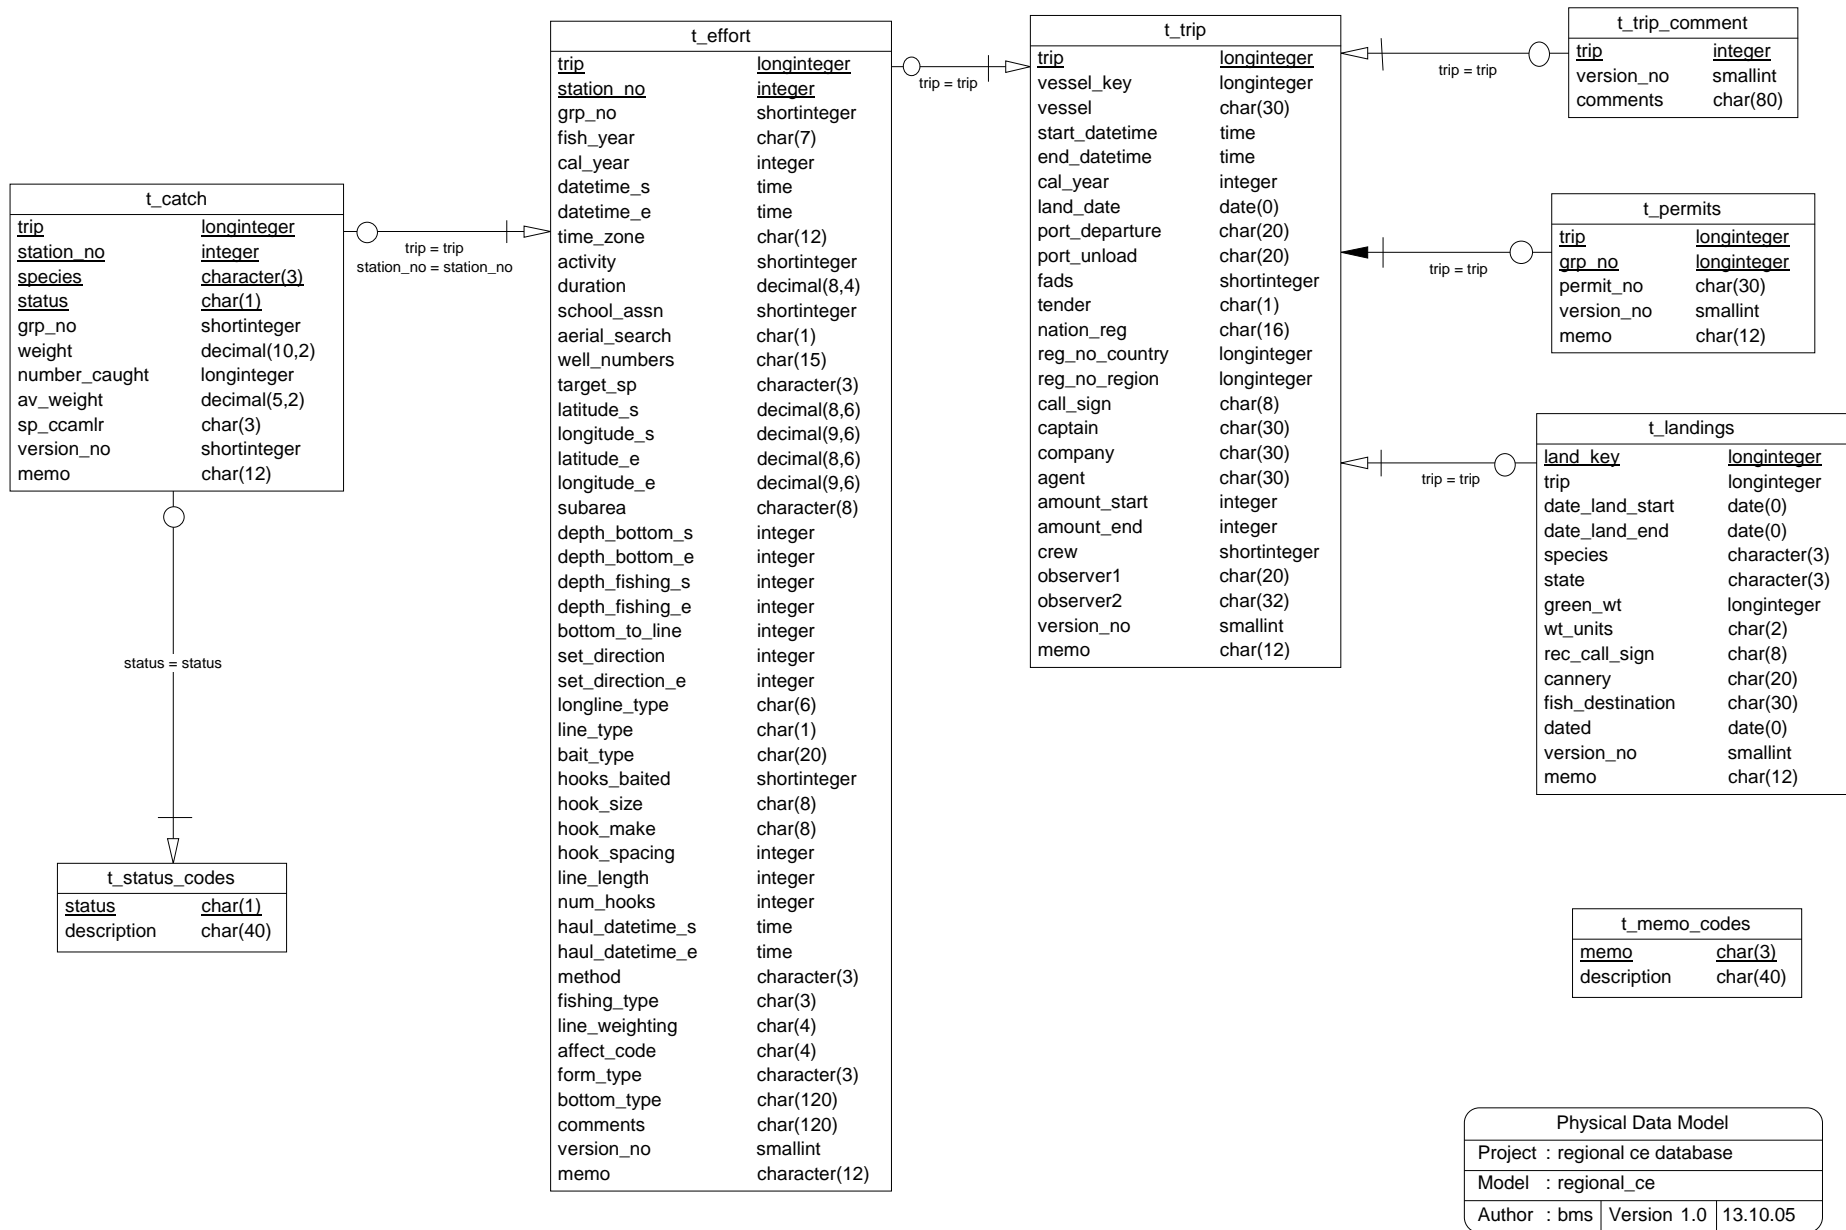 t_catch
trip longinteger
station_no integer
species character(3)
status char(1)
grp_no shortinteger
weight decimal(10,2)
number_caught longinteger
av_weight decimal(5,2)
sp_ccamlr char(3)
version_no shortinteger
memo char(12)
trip = trip
station_no = station_no
status = status
t_status_codes
status char(1)
description char(40)
t_effort
trip longinteger
station_no integer
grp_no shortinteger
fish_year char(7)
cal_year integer
datetime_s time
datetime_e time
time_zone char(12)
activity shortinteger
duration decimal(8,4)
school_assn shortinteger
aerial_search char(1)
well_numbers char(15)
target_sp character(3)
latitude_s decimal(8,6)
longitude_s decimal(9,6)
latitude_e decimal(8,6)
longitude_e decimal(9,6)
subarea character(8)
depth_bottom_s integer
depth_bottom_e integer
depth_fishing_s integer
depth_fishing_e integer
bottom_to_line integer
set_direction integer
set_direction_e integer
longline_type char(6)
line_type char(1)
bait_type char(20)
hooks_baited shortinteger
hook_size char(8)
hook_make char(8)
hook_spacing integer
line_length integer
num_hooks integer
haul_datetime_s time
haul_datetime_e time
method character(3)
fishing_type char(3)
line_weighting char(4)
affect_code char(4)
form_type character(3)
bottom_type char(120)
comments char(120)
version_no smallint
memo character(12)
trip = trip
t_trip
trip longinteger
vessel_key longinteger
vessel char(30)
start_datetime time
end_datetime time
cal_year integer
land_date date(0)
port_departure char(20)
port_unload char(20)
fads shortinteger
tender char(1)
nation_reg char(16)
reg_no_country longinteger
reg_no_region longinteger
call_sign char(8)
captain char(30)
company char(30)
agent char(30)
amount_start integer
amount_end integer
crew shortinteger
observer1 char(20)
observer2 char(32)
version_no smallint
memo char(12)
trip = trip
t_trip_comment
trip integer
version_no smallint
comments char(80)
trip = trip
t_permits
trip longinteger
grp_no longinteger
permit_no char(30)
version_no smallint
memo char(12)
trip = trip
t_landings
land_key longinteger
trip longinteger
date_land_start date(0)
date_land_end date(0)
species character(3)
state character(3)
green_wt longinteger
wt_units char(2)
rec_call_sign char(8)
cannery char(20)
fish_destination char(30)
dated date(0)
version_no smallint
memo char(12)
t_memo_codes
memo char(3)
description char(40)
Physical Data Model
Project : regional ce database
Model : regional_ce
Author : bms Version 1.0 13.10.05